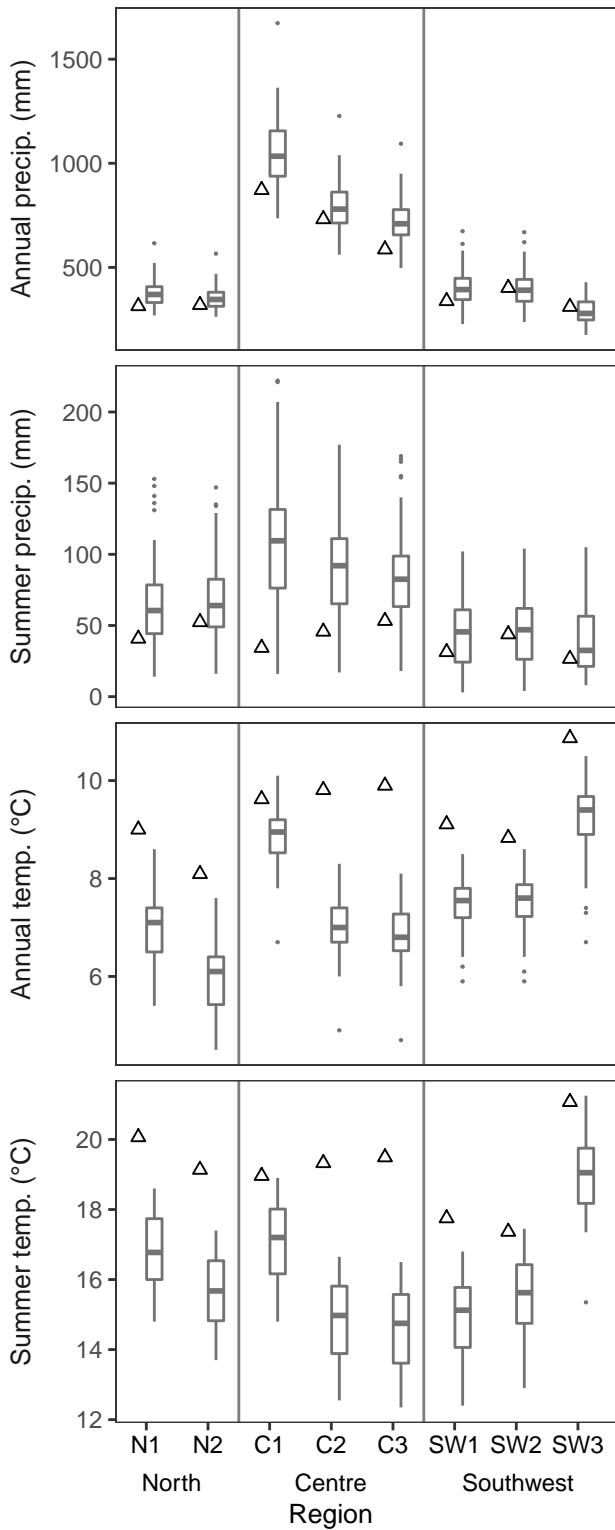 Annual precip. (mm)
1500
1000
500
Summer precip. (mm)
200
150
100
50
0
Annual temp. (°C)
10
8
6
Summer temp. (°C)
20
18
16
14
12
N1 N2 C1 C2 C3 SW1 SW2 SW3
North Centre Southwest
Region